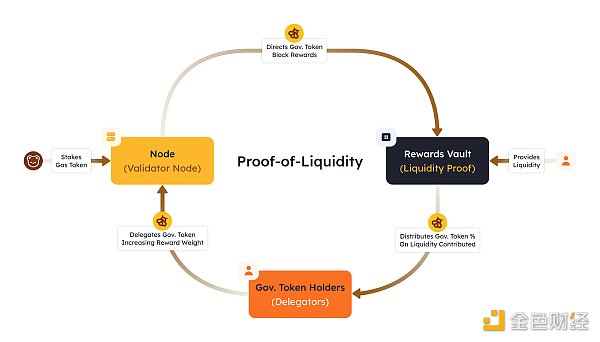 Directs Gov. Token
Block Rewards
Node
(Validator Node)
Proof-of-Liquidity
Rewards Vault
(Liquidity Proof)
Stakes
Gas Token
Provides
Liquidity
Delegates Gov. Token
Increasing Reward Weight
Distributes Gov. Token %
On Liquidity Contributed
Gov. Token Holders
(Delegators)
金色财经